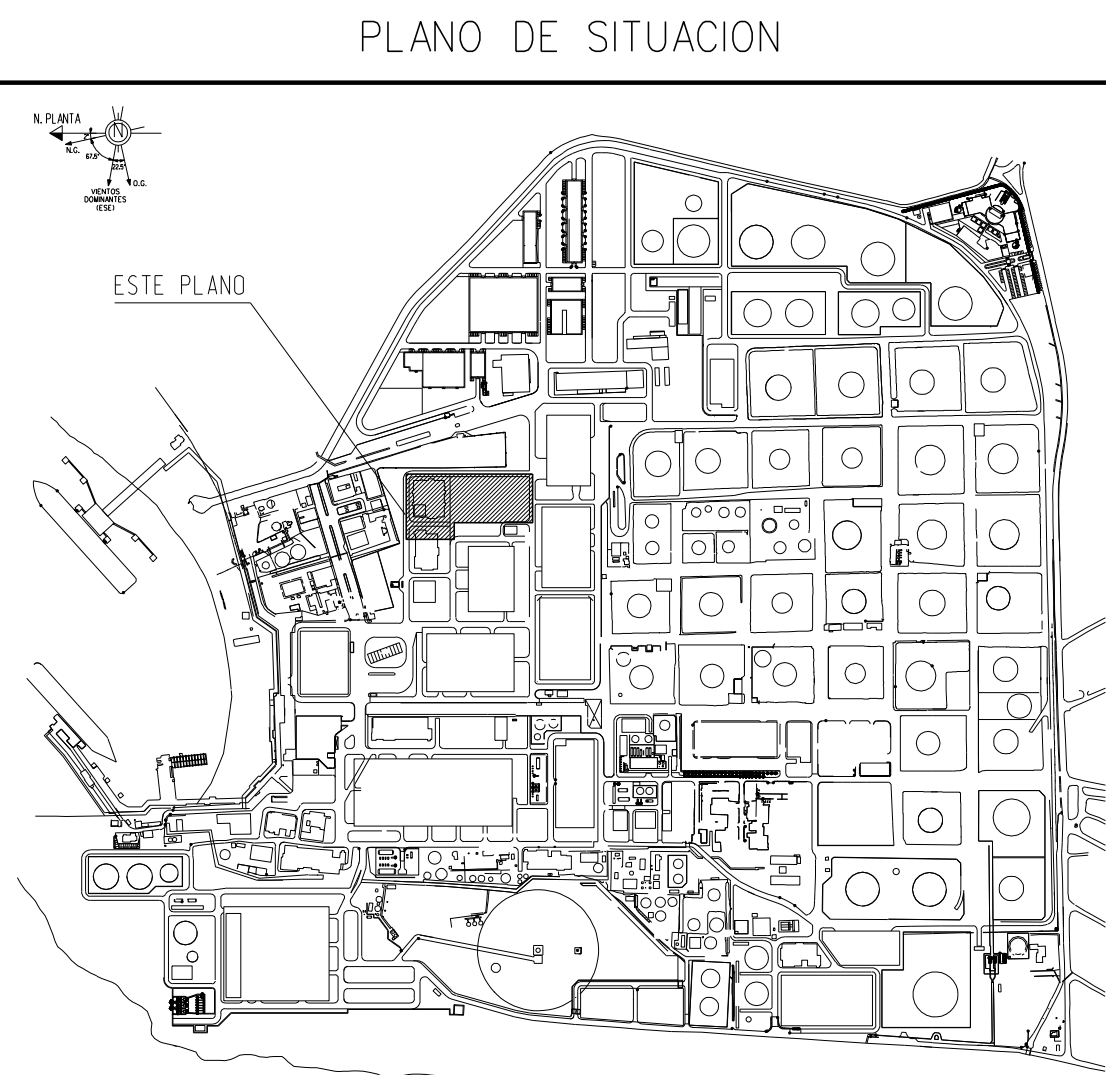 PLANO DE SITUACION
N. PLANTA
N
N.G.
67.5°
22.5°
O.G.
VIENTOS
DOMINANTES
(ESE)
ESTE PLANO